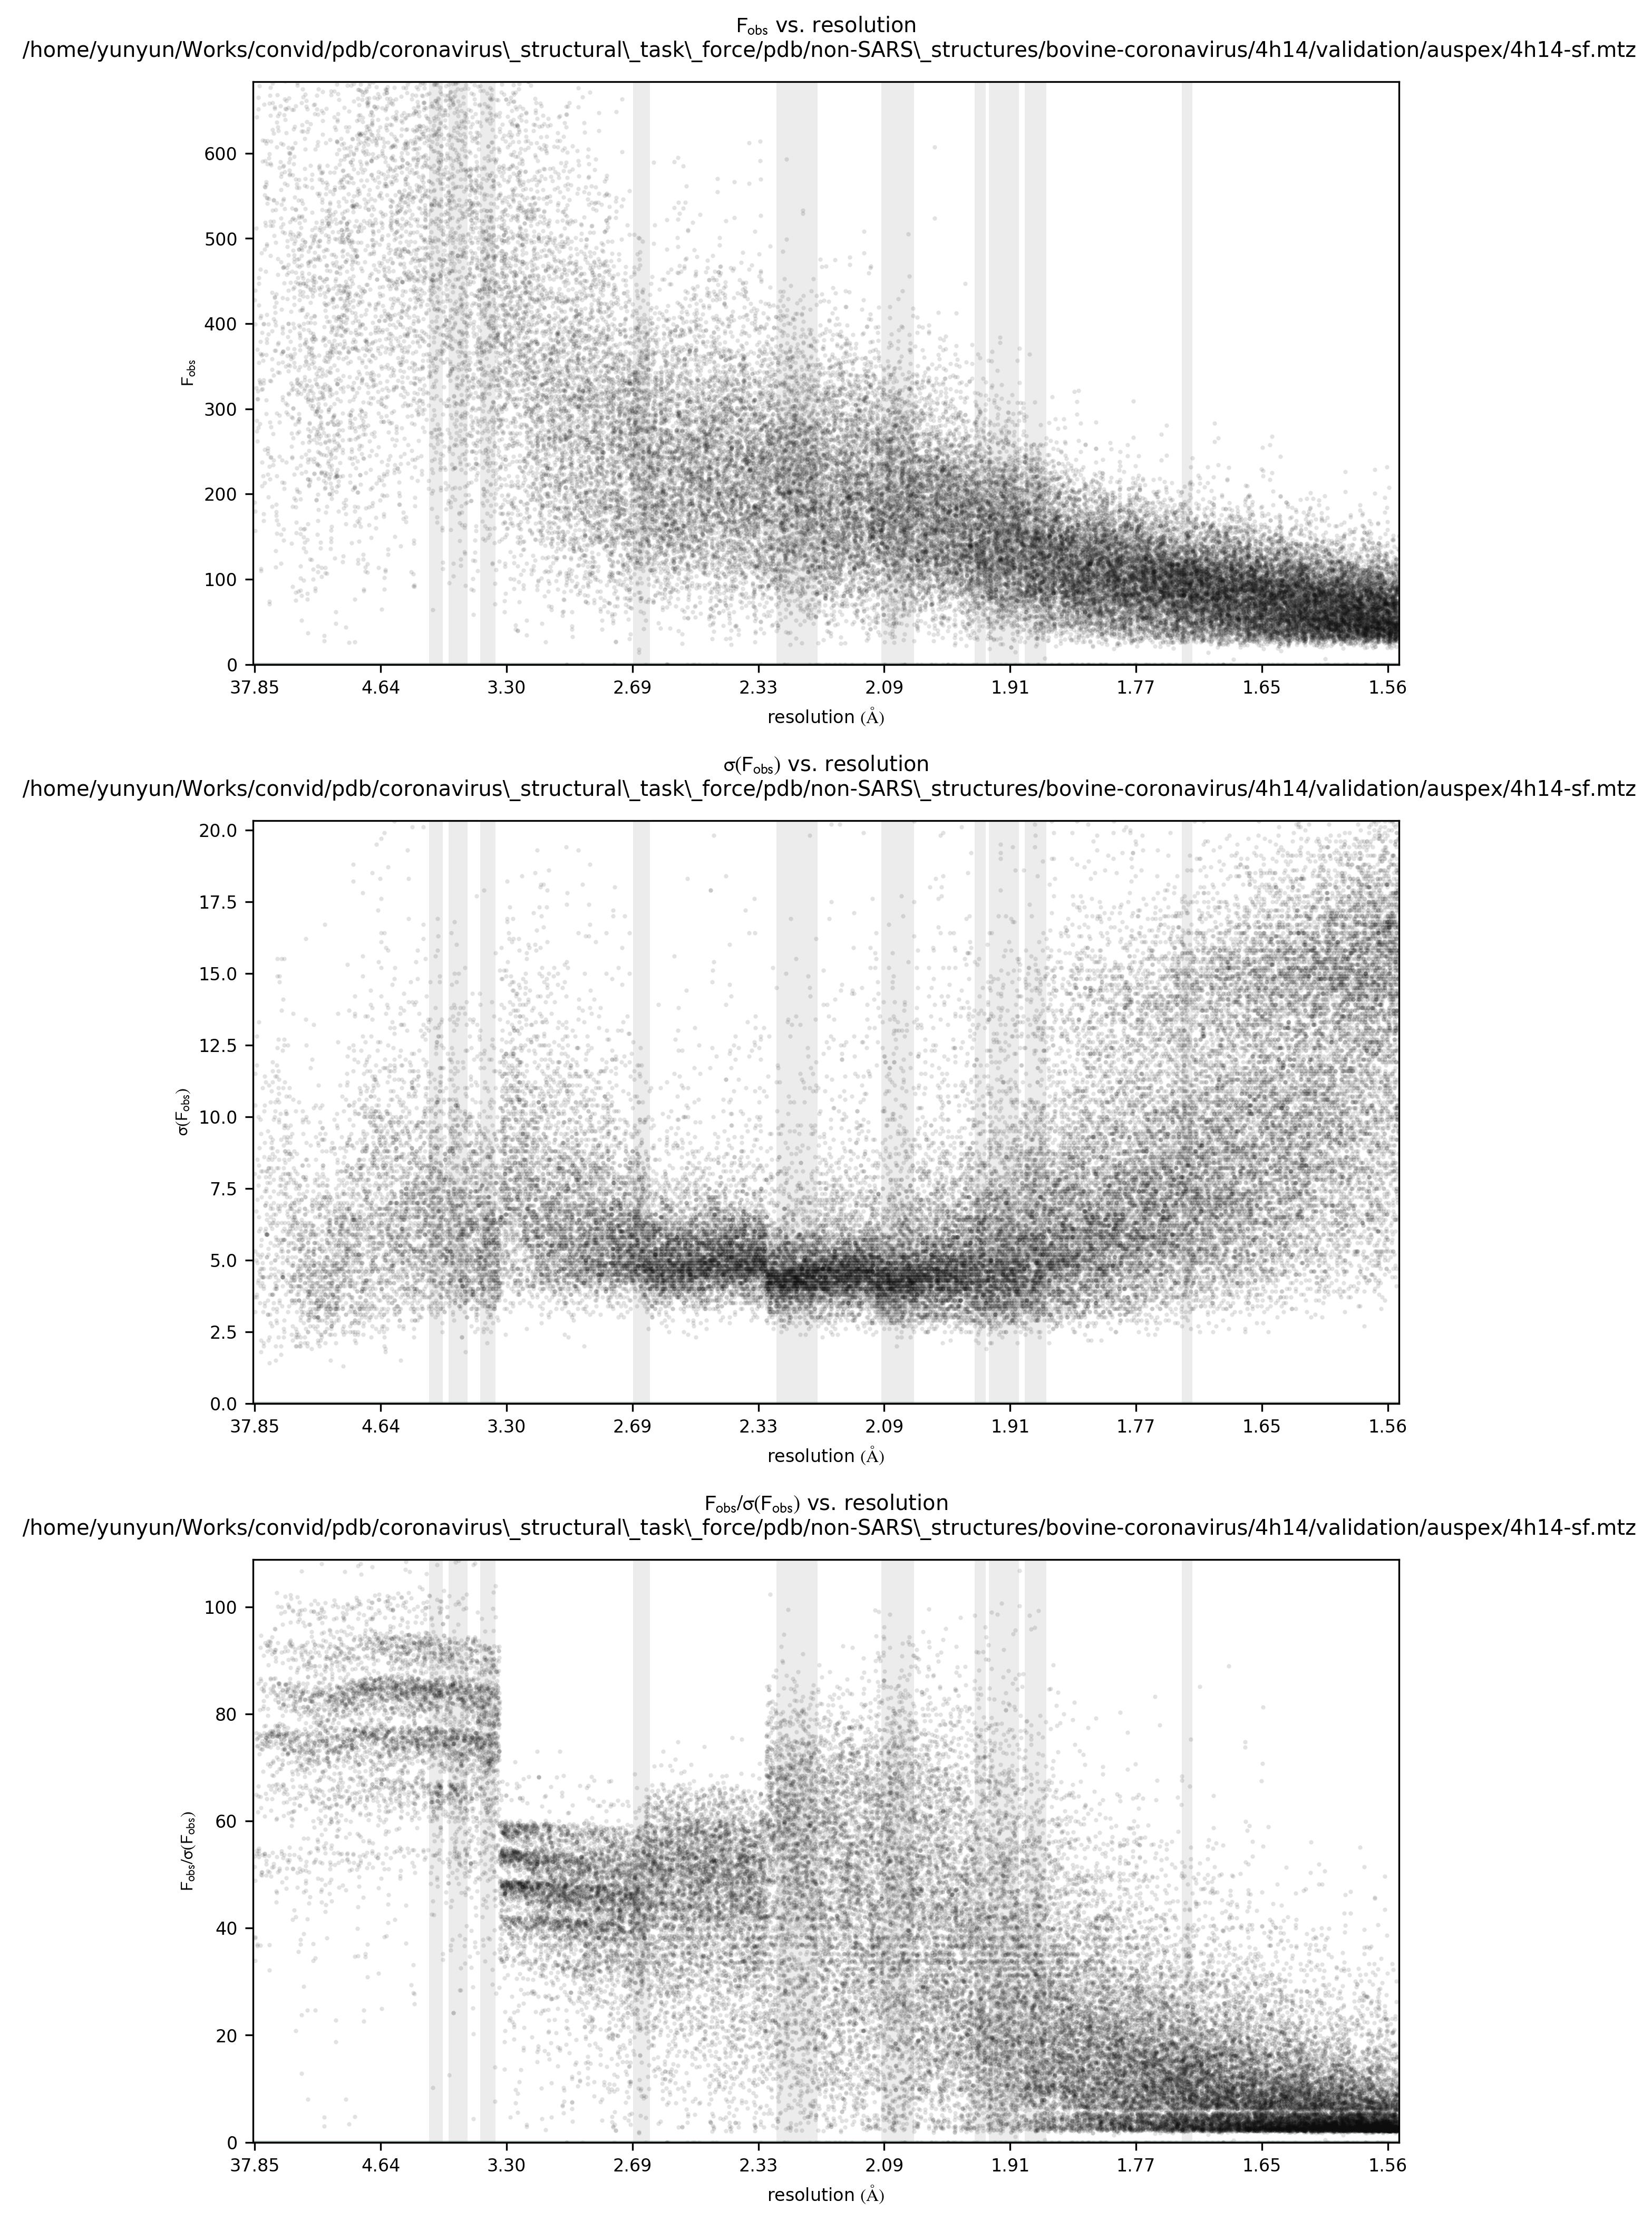 Fobs vs. resolution
/home/yunyun/Works/convid/pdb/coronavirus\_structural\_task\_force/pdb/non-SARS\_structures/bovine-coronavirus/4h14/validation/auspex/4h14-sf.mtz
600
500
400
300
200
100
0
Fobs
37.85 4.64 3.30 2.69 2.33 2.09 1.91 1.77 1.65 1.56
resolution (Å)
σ(Fobs) vs. resolution
/home/yunyun/Works/convid/pdb/coronavirus\_structural\_task\_force/pdb/non-SARS\_structures/bovine-coronavirus/4h14/validation/auspex/4h14-sf.mtz
20.0
17.5
15.0
12.5
10.0
7.5
5.0
2.5
0.0
σ(Fobs)
37.85 4.64 3.30 2.69 2.33 2.09 1.91 1.77 1.65 1.56
resolution (Å)
Fobs/σ(Fobs) vs. resolution
/home/yunyun/Works/convid/pdb/coronavirus\_structural\_task\_force/pdb/non-SARS\_structures/bovine-coronavirus/4h14/validation/auspex/4h14-sf.mtz
100
80
60
40
20
0
Fobs/σ(Fobs)
37.85 4.64 3.30 2.69 2.33 2.09 1.91 1.77 1.65 1.56
resolution (Å)